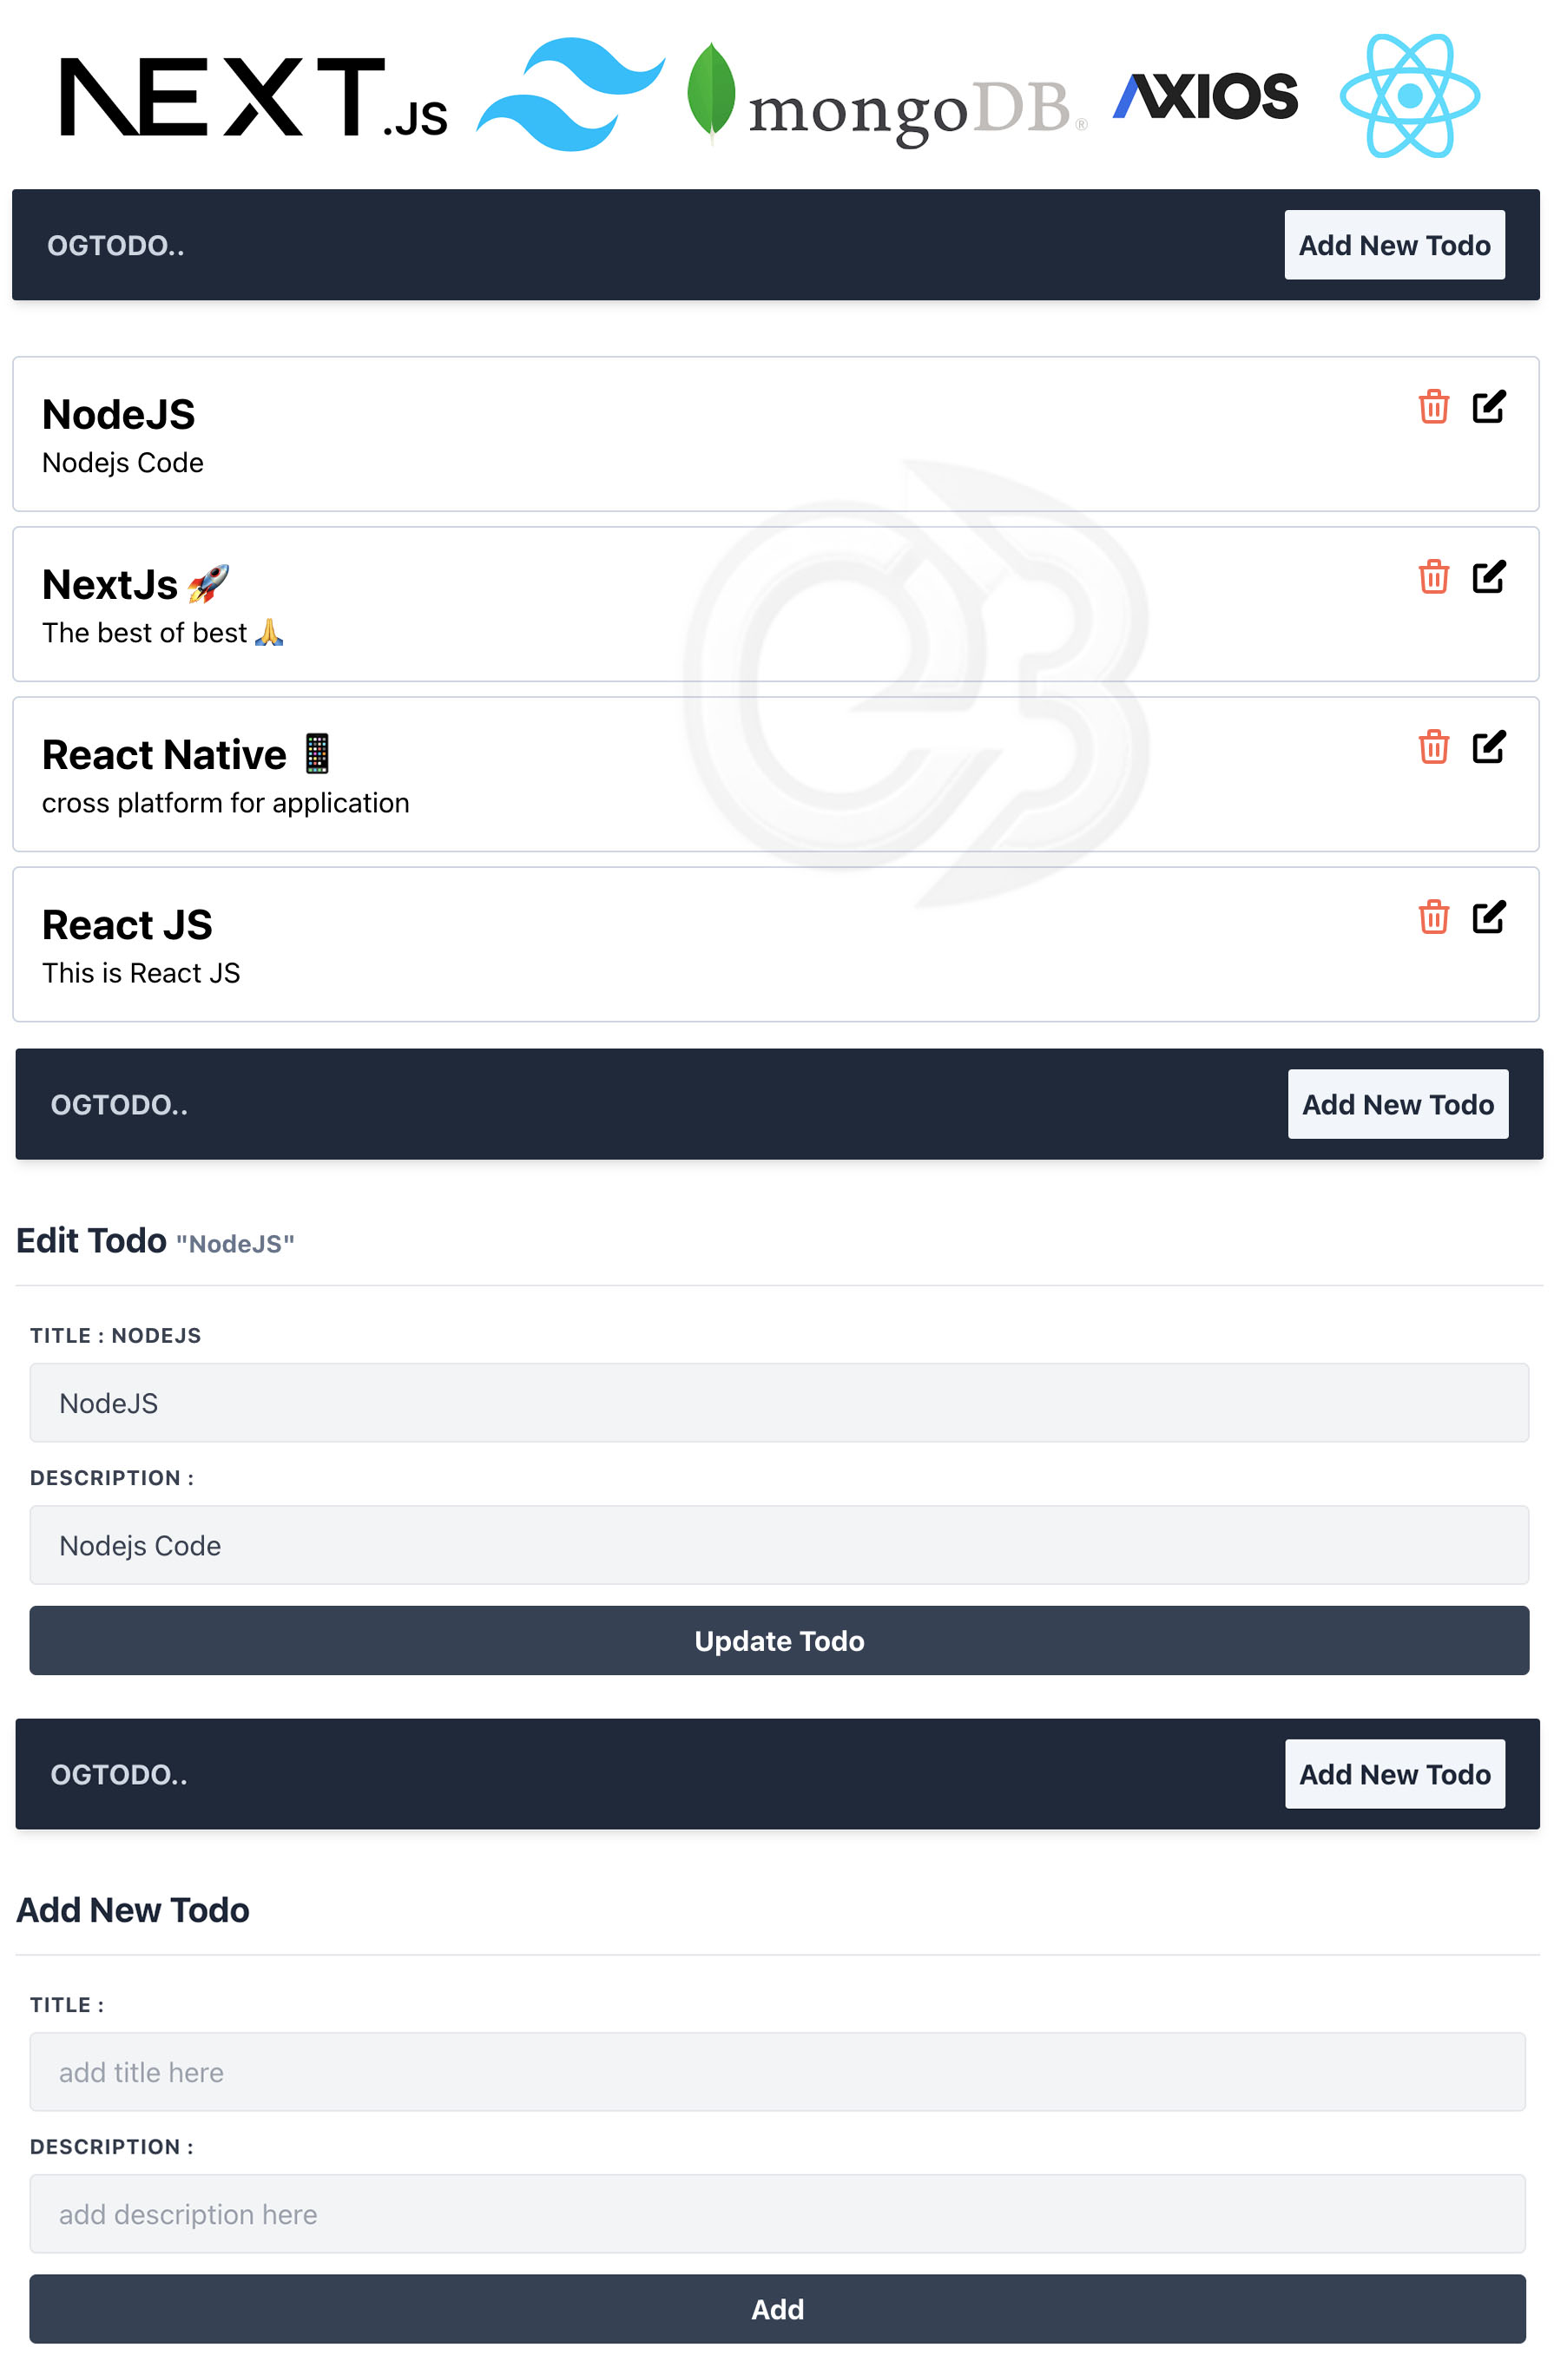 NEXT.JS mongoDB® AXIOS
OGTODO.. Add New Todo
NodeJS
Nodejs Code
NextJs 🚀
The best of best 🙏
React Native 📱
cross platform for application
React JS
This is React JS
OGTODO.. Add New Todo
Edit Todo "NodeJS"
TITLE : NODEJS
NodeJS
DESCRIPTION :
Nodejs Code
Update Todo
OGTODO.. Add New Todo
Add New Todo
TITLE :
add title here
DESCRIPTION :
add description here
Add